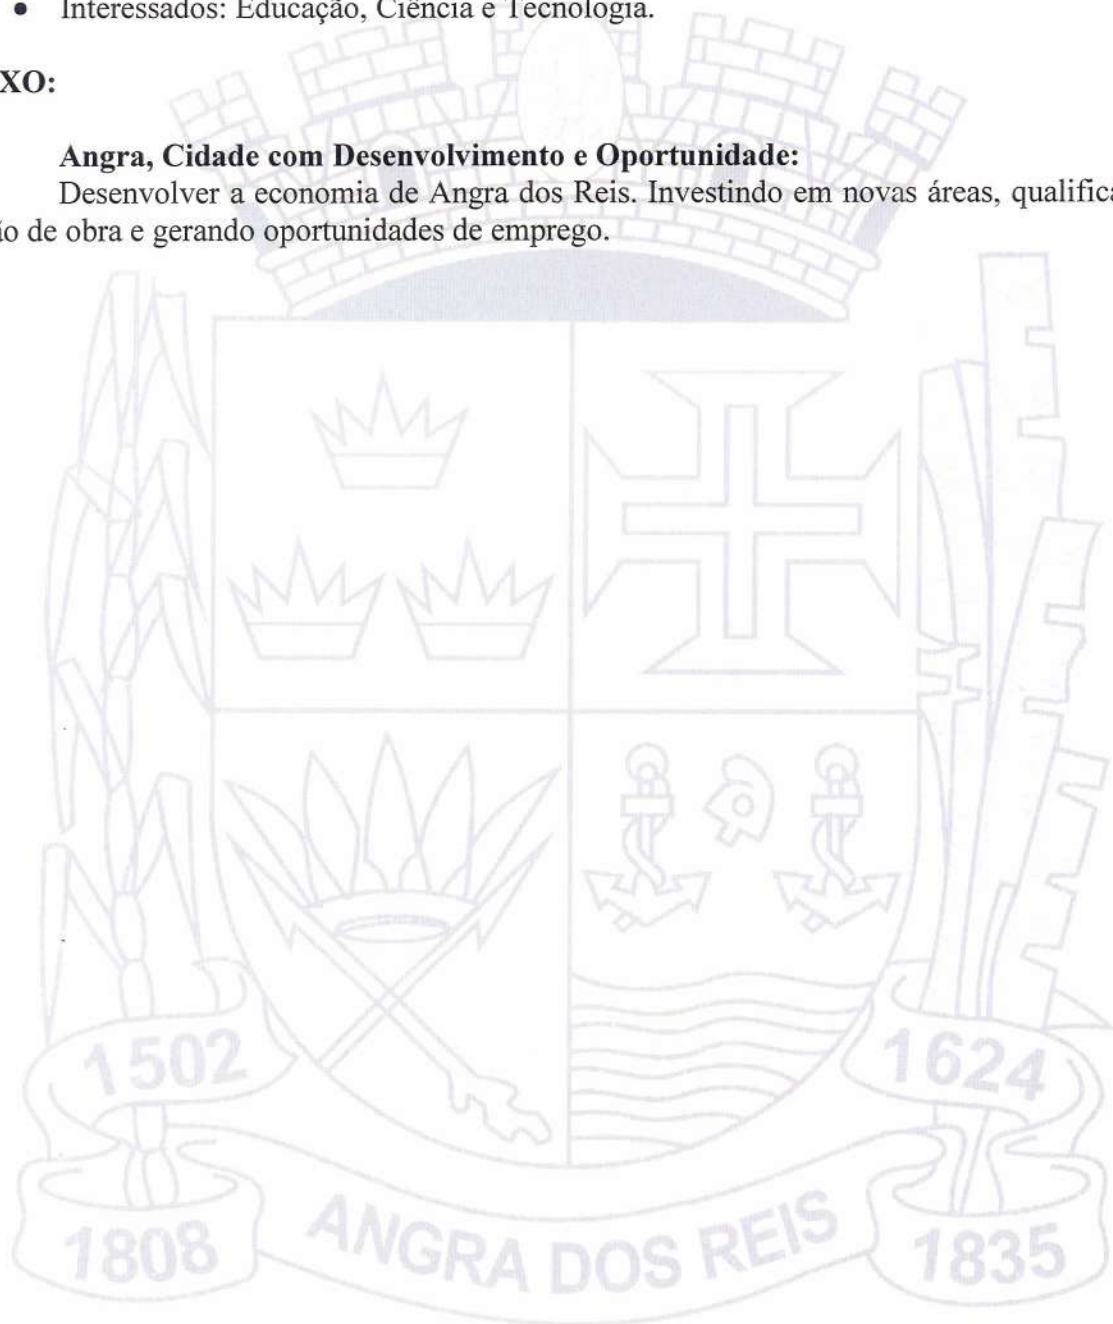 • Interessados: Educação, Ciência e Tecnologia.
XO:
Angra, Cidade com Desenvolvimento e Oportunidade:
Desenvolver a economia de Angra dos Reis. Investindo em novas áreas, qualifica
io de obra e gerando oportunidades de emprego.
1502
1624
1808
ANGRA DOS REIS
1835